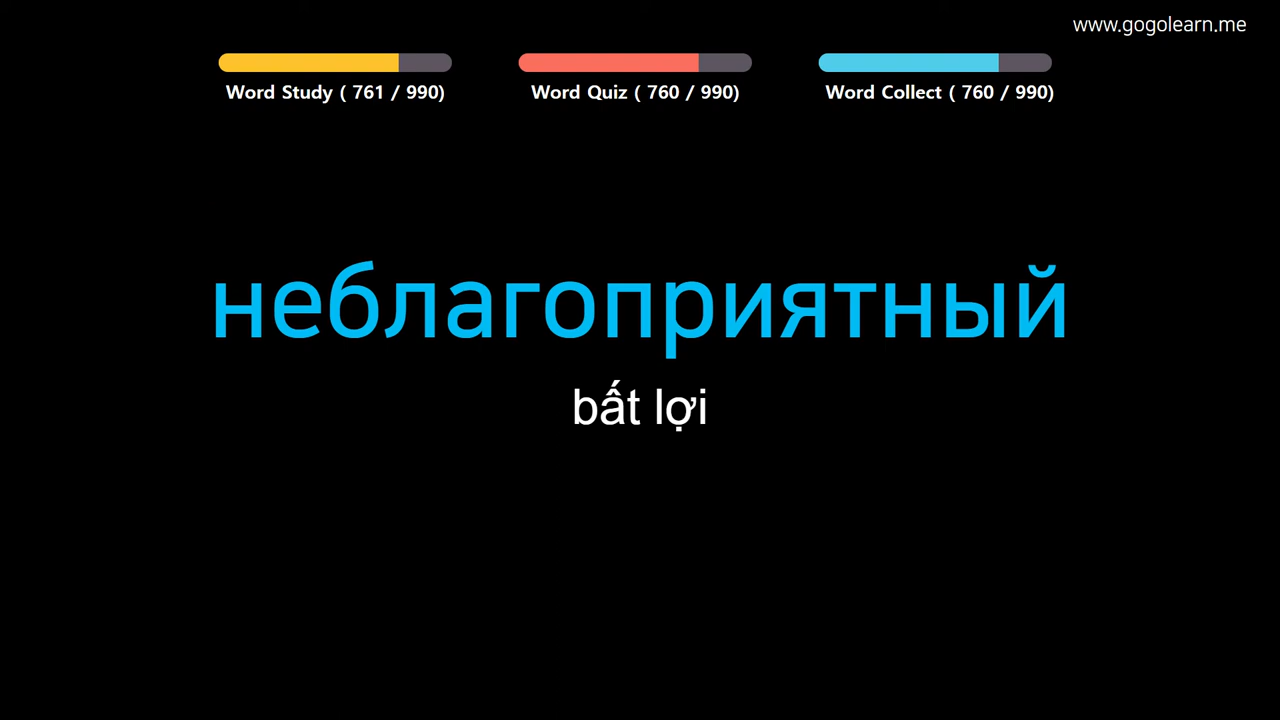 www.gogolearn.me
Word Study ( 761 / 990)
Word Quiz ( 760 / 990)
Word Collect ( 760 / 990)
неблагоприятный
bất lợi